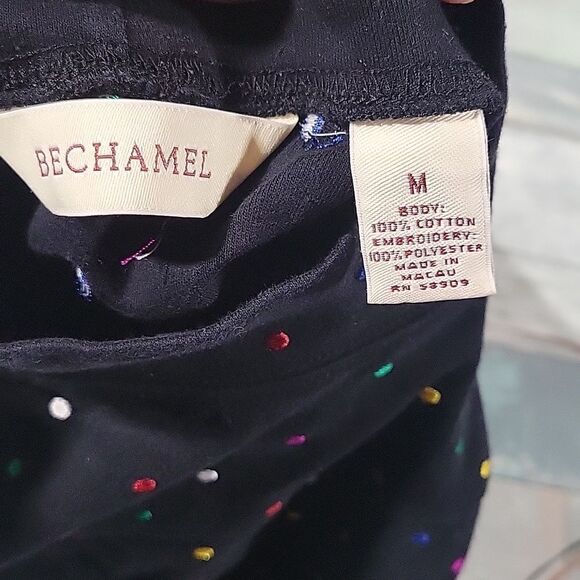 BECHAMEL
M
BODY:
100% COTTON
EMBROIDERY:
100% POLYESTER
MADE IN
MACAU
RN 58909